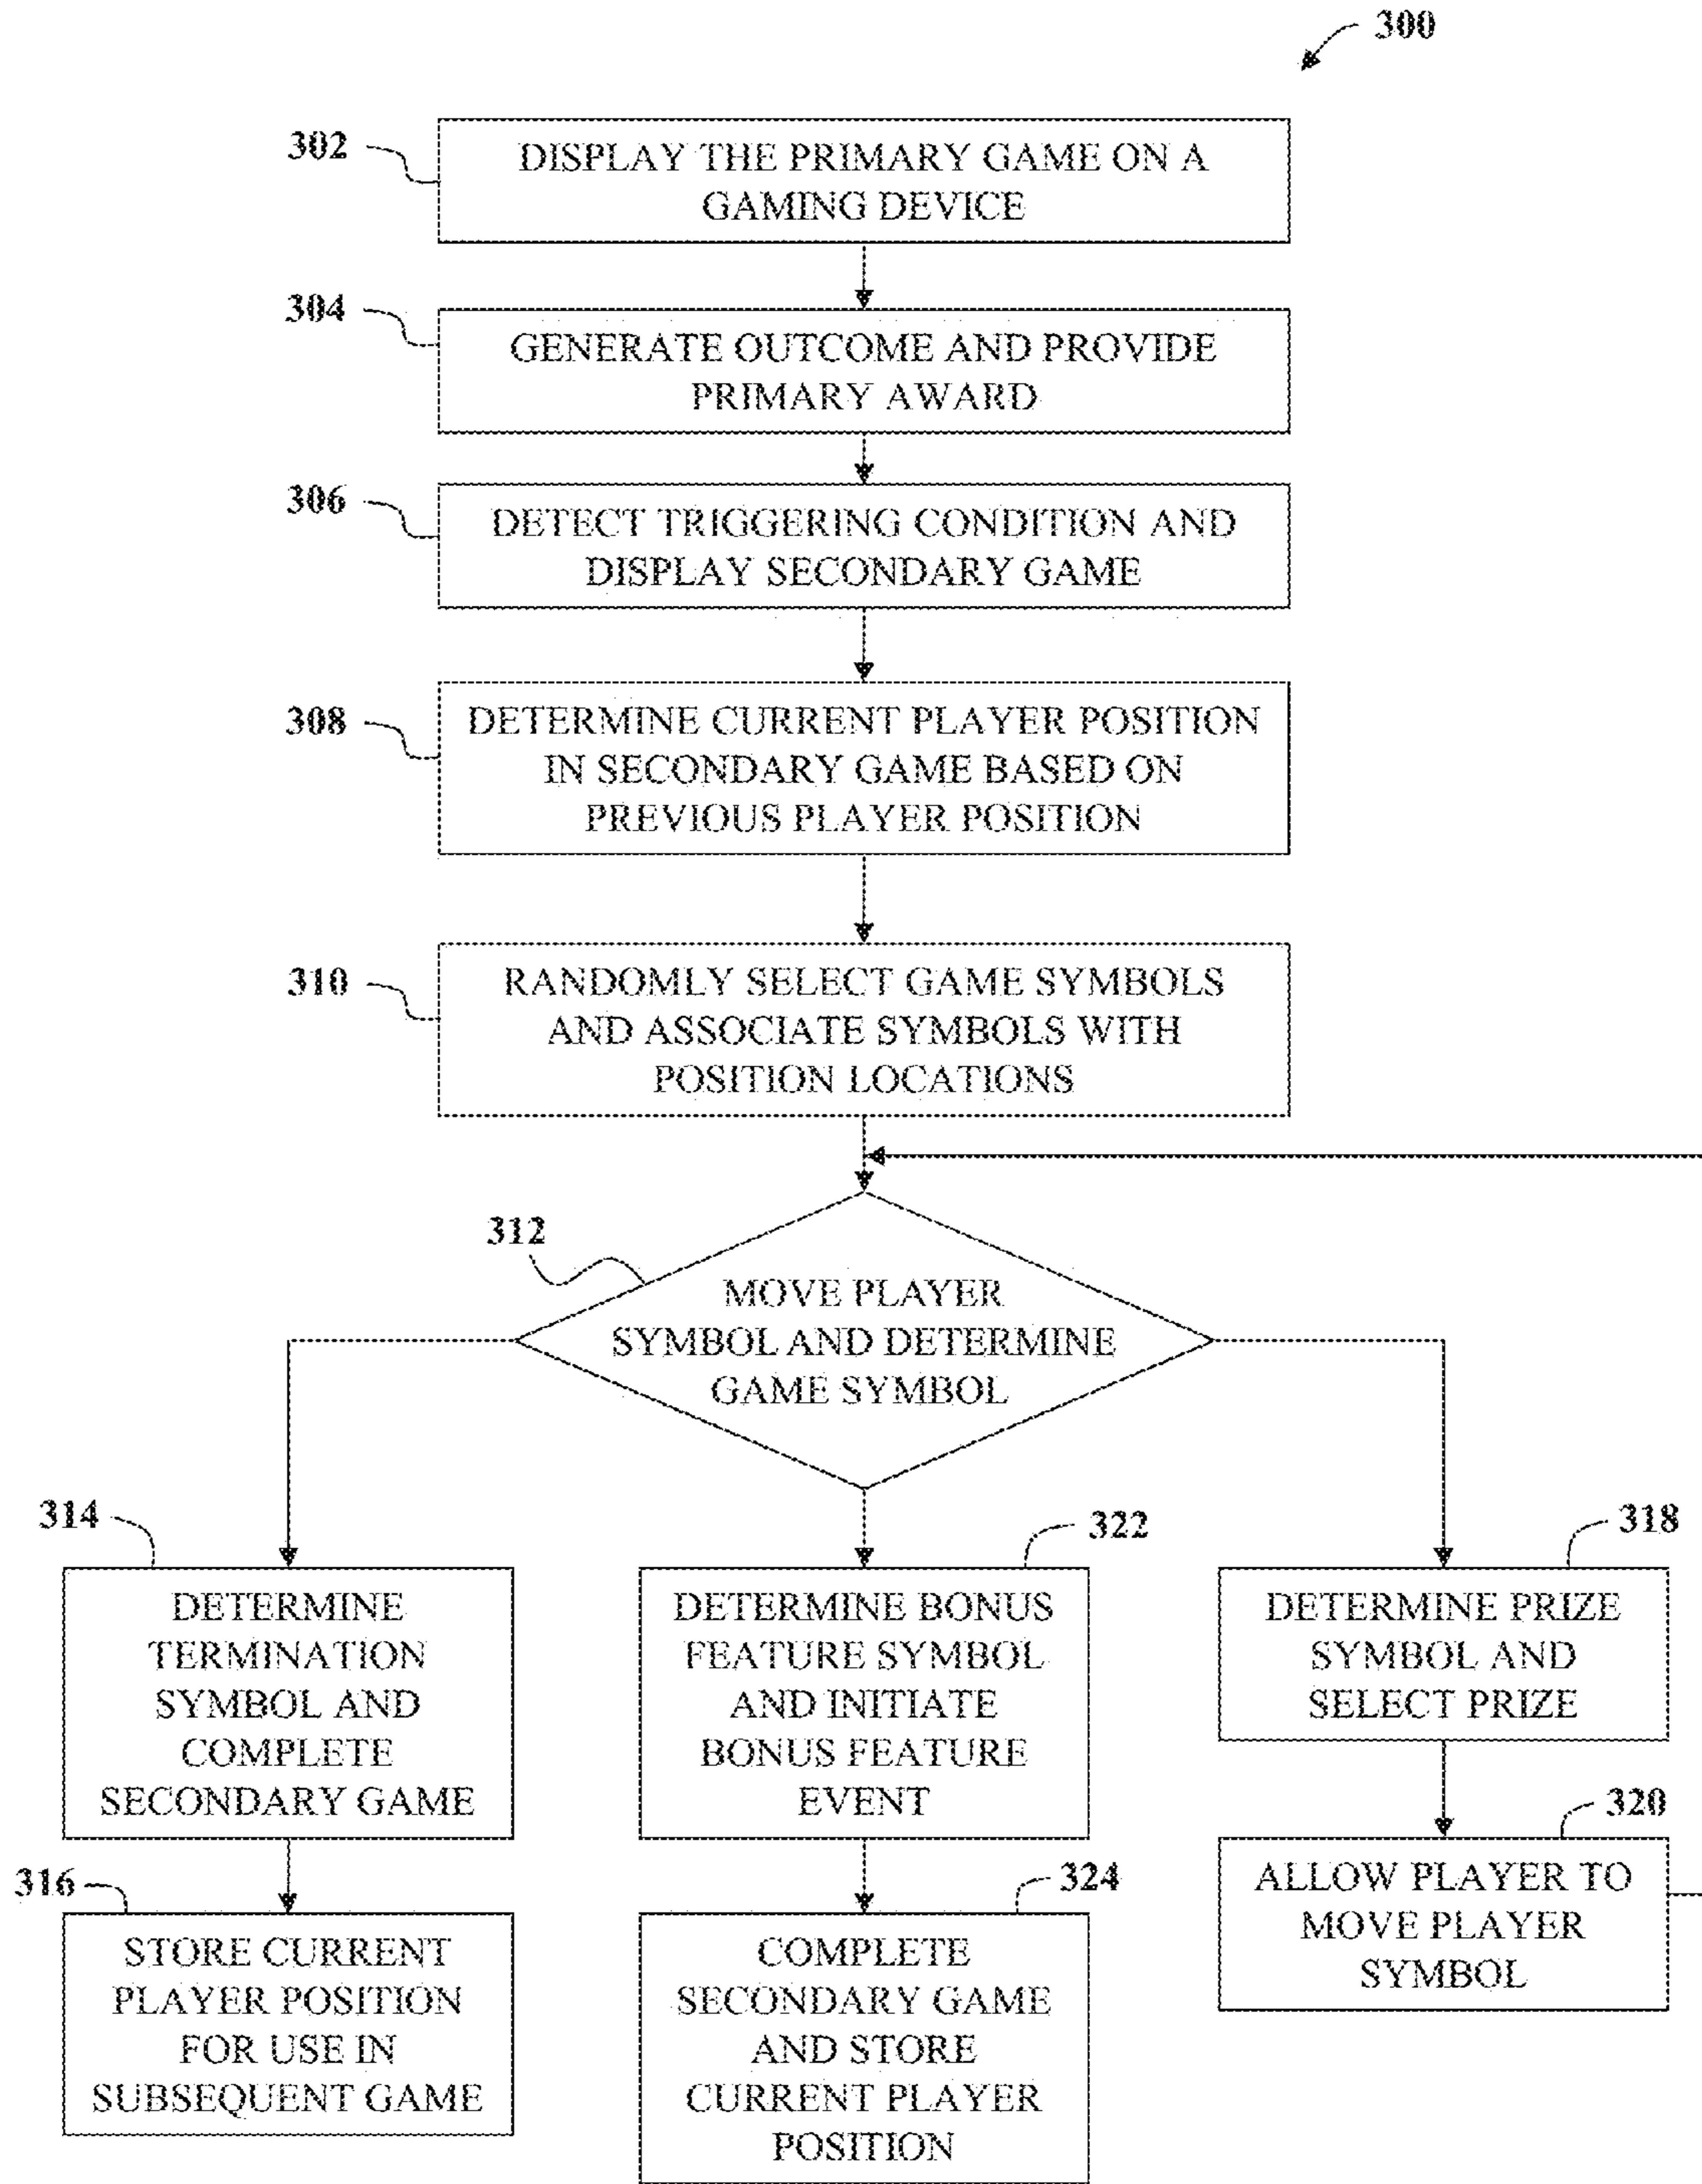 300
302
DISPLAY THE PRIMARY GAME ON A
GAMING DEVICE
304
GENERATE OUTCOME AND PROVIDE
PRIMARY AWARD
306
DETECT TRIGGERING CONDITION AND
DISPLAY SECONDARY GAME
308
DETERMINE CURRENT PLAYER POSITION
IN SECONDARY GAME BASED ON
PREVIOUS PLAYER POSITION
310
RANDOMLY SELECT GAME SYMBOLS
AND ASSOCIATE SYMBOLS WITH
POSITION LOCATIONS
312
MOVE PLAYER
SYMBOL AND DETERMINE
GAME SYMBOL
314
DETERMINE
TERMINATION
SYMBOL AND
COMPLETE
SECONDARY GAME
316
STORE CURRENT
PLAYER POSITION
FOR USE IN
SUBSEQUENT GAME
322
DETERMINE BONUS
FEATURE SYMBOL
AND INITIATE
BONUS FEATURE
EVENT
324
COMPLETE
SECONDARY GAME
AND STORE
CURRENT PLAYER
POSITION
318
DETERMINE PRIZE
SYMBOL AND
SELECT PRIZE
320
ALLOW PLAYER TO
MOVE PLAYER
SYMBOL